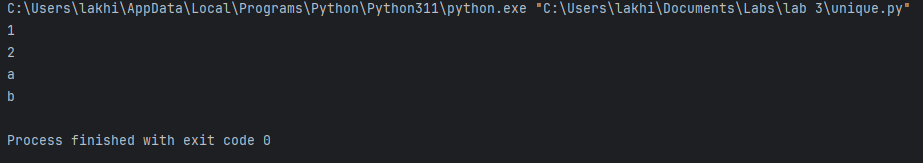 C:\Users\lakhi\AppData\Local\Programs\Python\Python311\python.exe "C:\Users\lakhi\Documents\Labs\lab 3\unique.py"
1
2
a
b
Process finished with exit code 0